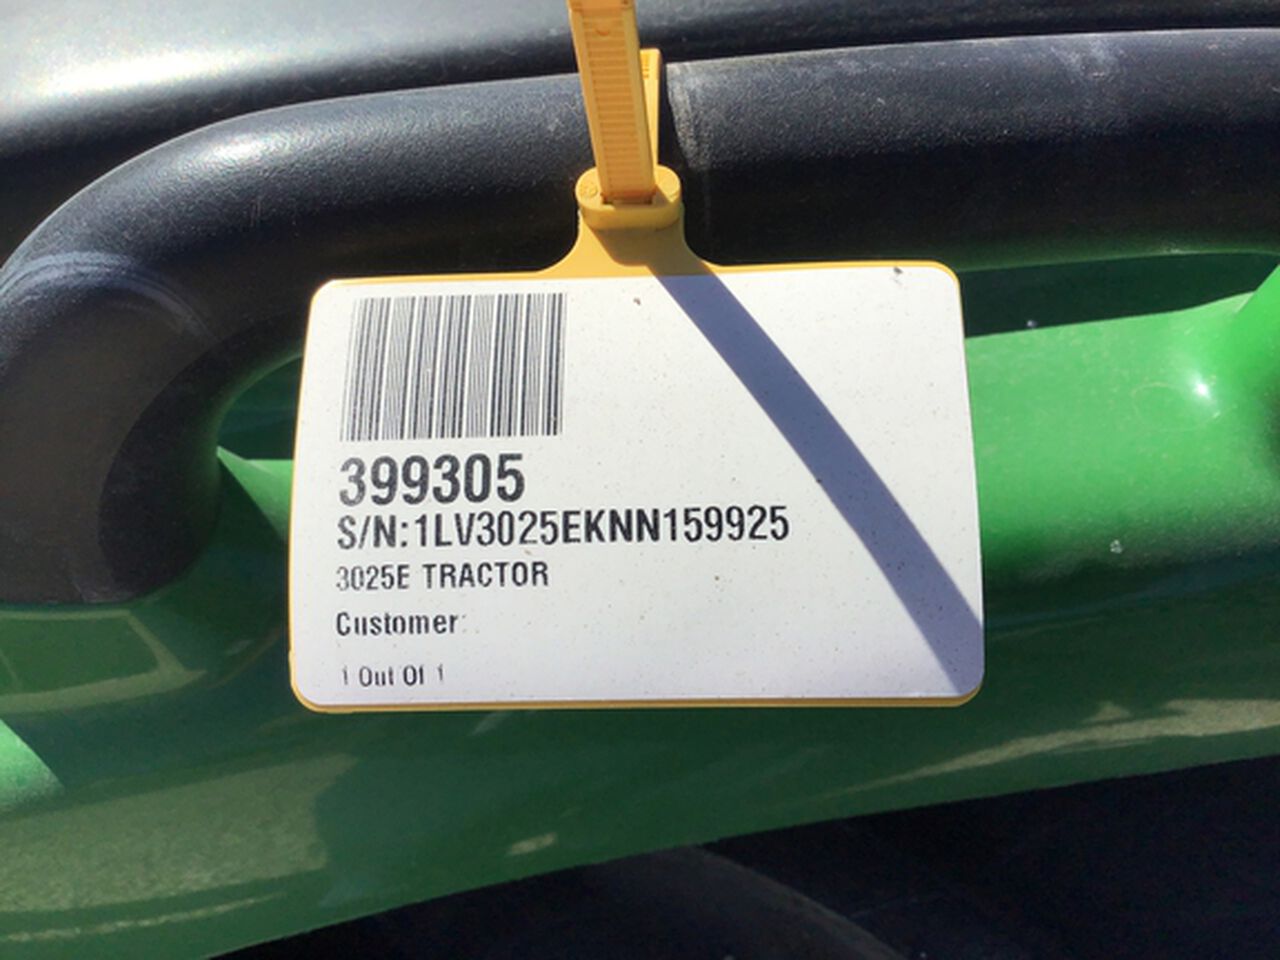 399305
S/N:1LV3025EKNN159925
3025E TRACTOR
Customer:
1 Out Of 1